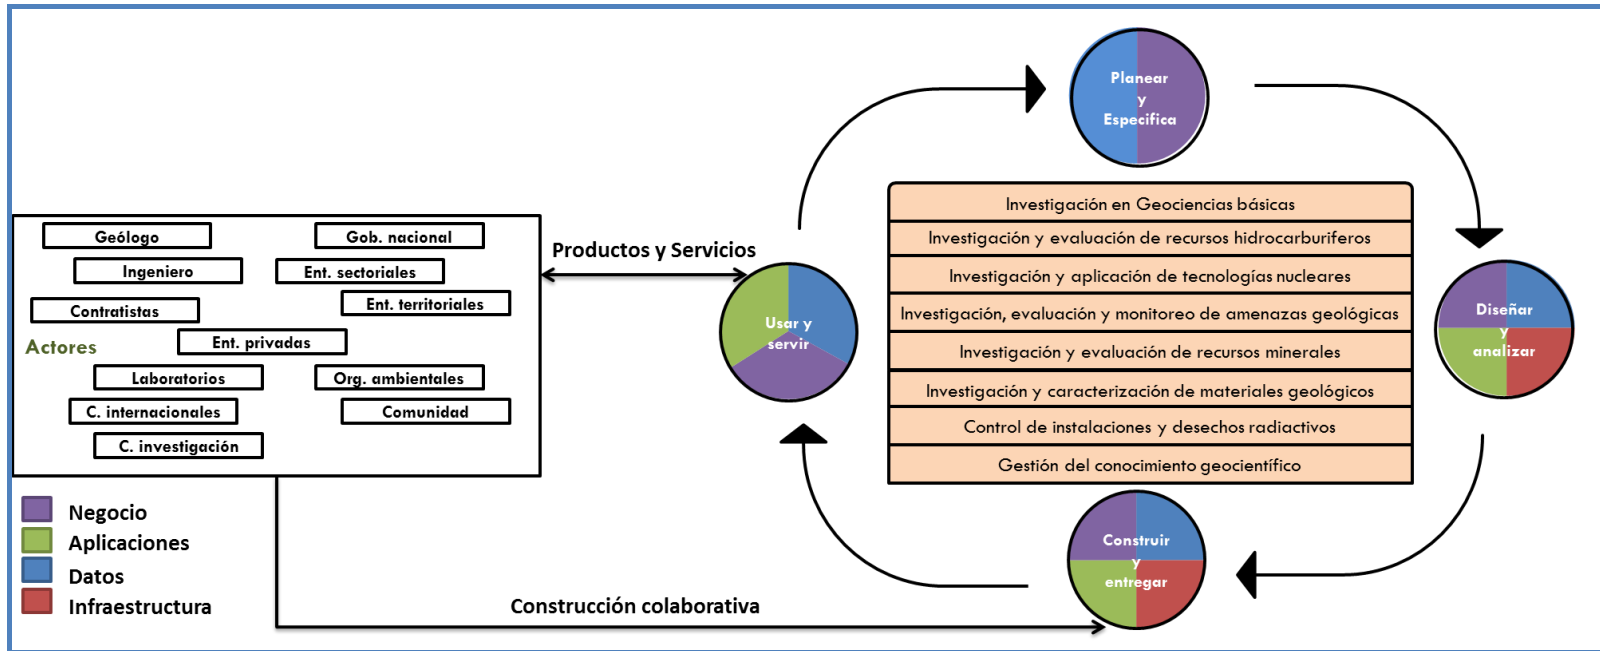 Geólogo
Gob. nacional
Ingeniero
Ent. sectoriales
Contratistas
Ent. territoriales
Actores
Ent. privadas
Laboratorios
Org. ambientales
C. internacionales
Comunidad
C. investigación
Negocio
Aplicaciones
Datos
Infraestructura
Productos y Servicios
Construcción colaborativa
Planear
y
Especifica
Diseñar
y
analizar
Construir
y
entregar
Usar y
servir
Investigación en Geociencias básicas
Investigación y evaluación de recursos hidrocarburiferos
Investigación y aplicación de tecnologías nucleares
Investigación, evaluación y monitoreo de amenazas geológicas
Investigación y evaluación de recursos minerales
Investigación y caracterización de materiales geológicos
Control de instalaciones y desechos radiactivos
Gestión del conocimiento geocientífico